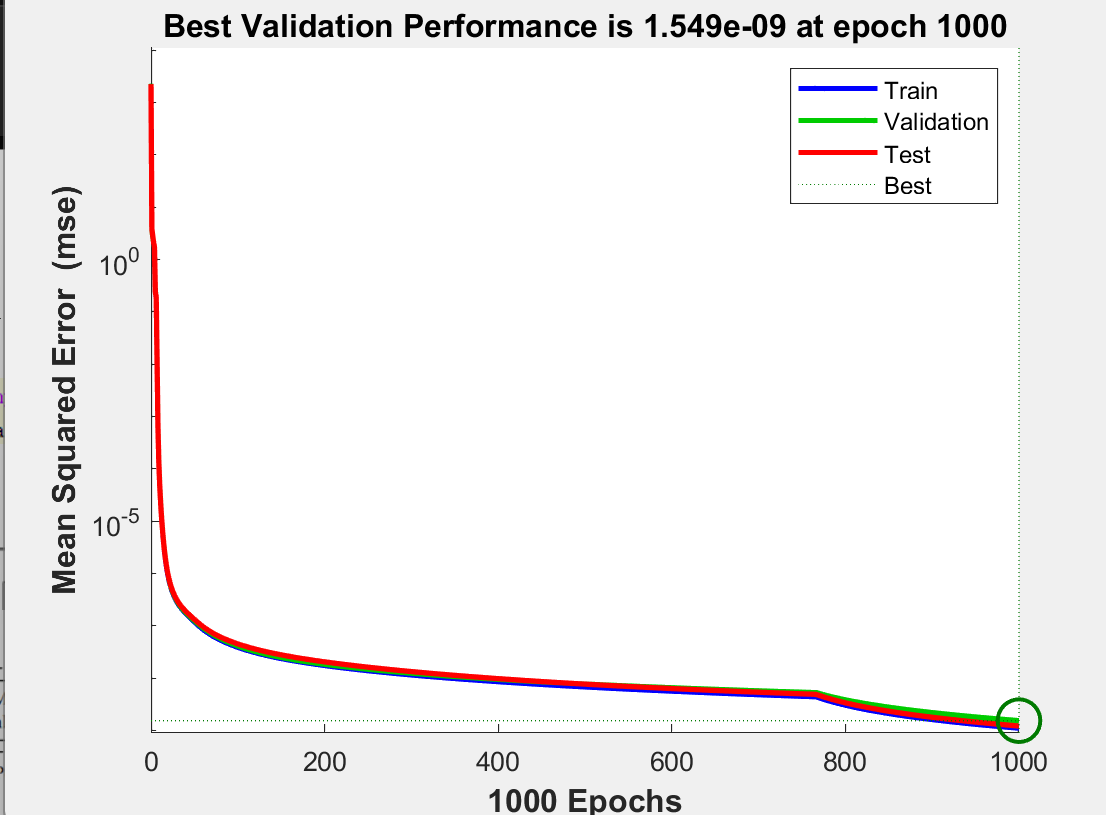 Best Validation Performance is 1.549e-09 at epoch 1000
Train
Validation
Test
Best
Mean Squared Error (mse)
10^0
10^-5
0 200 400 600 800 1000
1000 Epochs